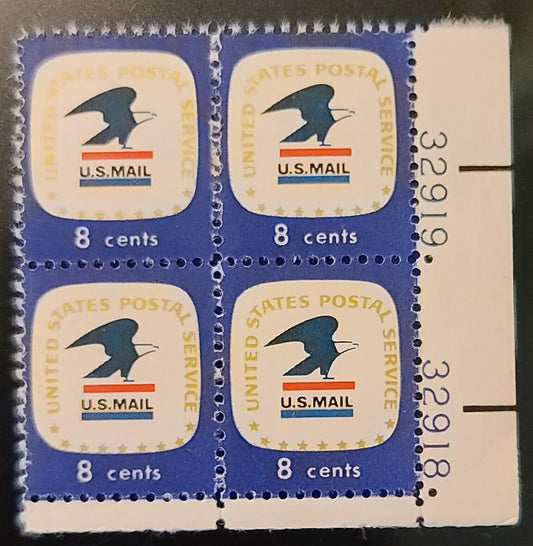 UNITED STATES POSTAL SERVICE
U.S.MAIL
8 cents
UNITED STATES POSTAL SERVICE
U.S.MAIL
8 cents
32919.
UNITED STATES POSTAL SERVICE
U.S.MAIL
8 cents
UNITED STATES POSTAL SERVICE
U.S.MAIL
8 cents
32918.